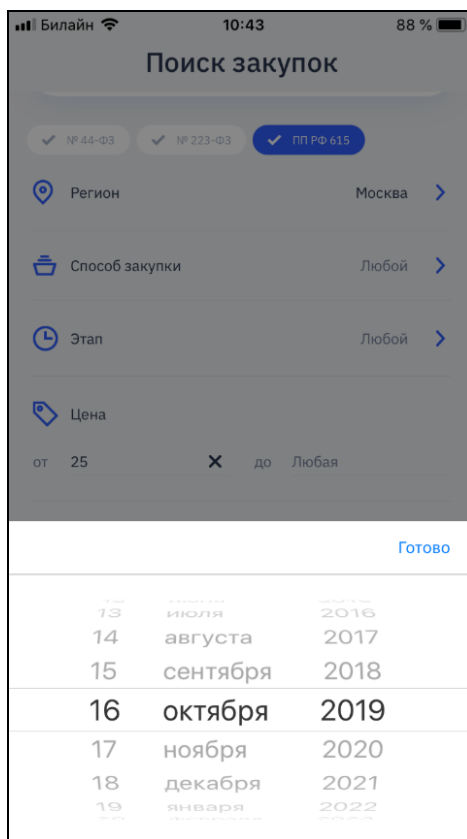 Билайн 10:43 88 %
Поиск закупок
№ 44-ФЗ № 223-ФЗ ПП РФ 615
Регион Москва
Способ закупки Любой
Этап Любой
Цена
от 25 до Любая
Готово
13 июля 2016
14 августа 2017
15 сентября 2018
16 октября 2019
17 ноября 2020
18 декабря 2021
19 января 2022